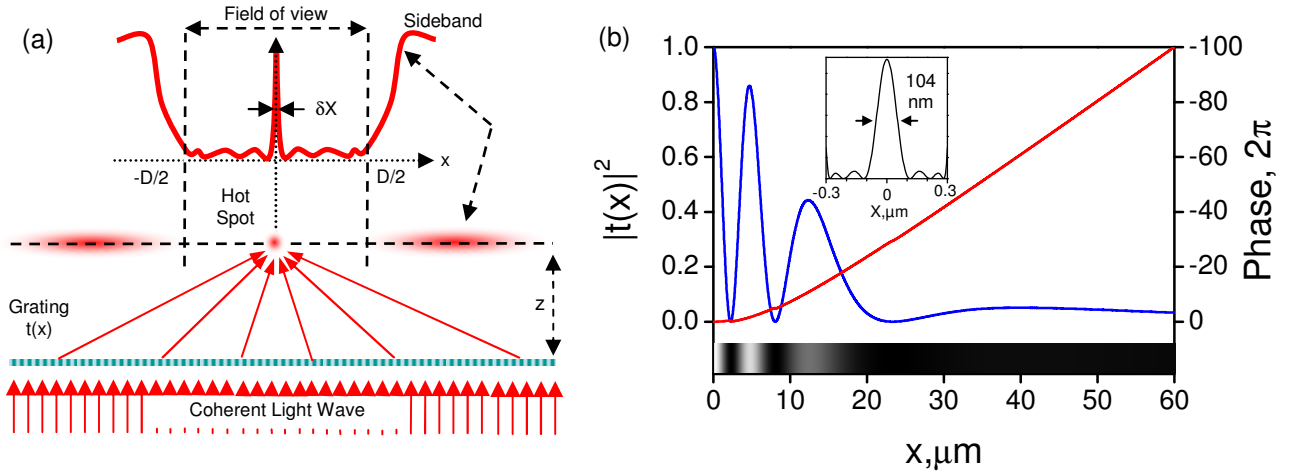 (a)
Field of view
Sideband
δX
x
-D/2
D/2
Hot
Spot
Grating
t(x)
z
Coherent Light Wave
(b)
1.0
0.8
0.6
0.4
0.2
0.0
|t(x)|²
104
nm
-0.3
0
0.3
X,μm
-100
-80
-60
-40
-20
0
Phase, 2π
0
10
20
30
40
50
60
x,μm